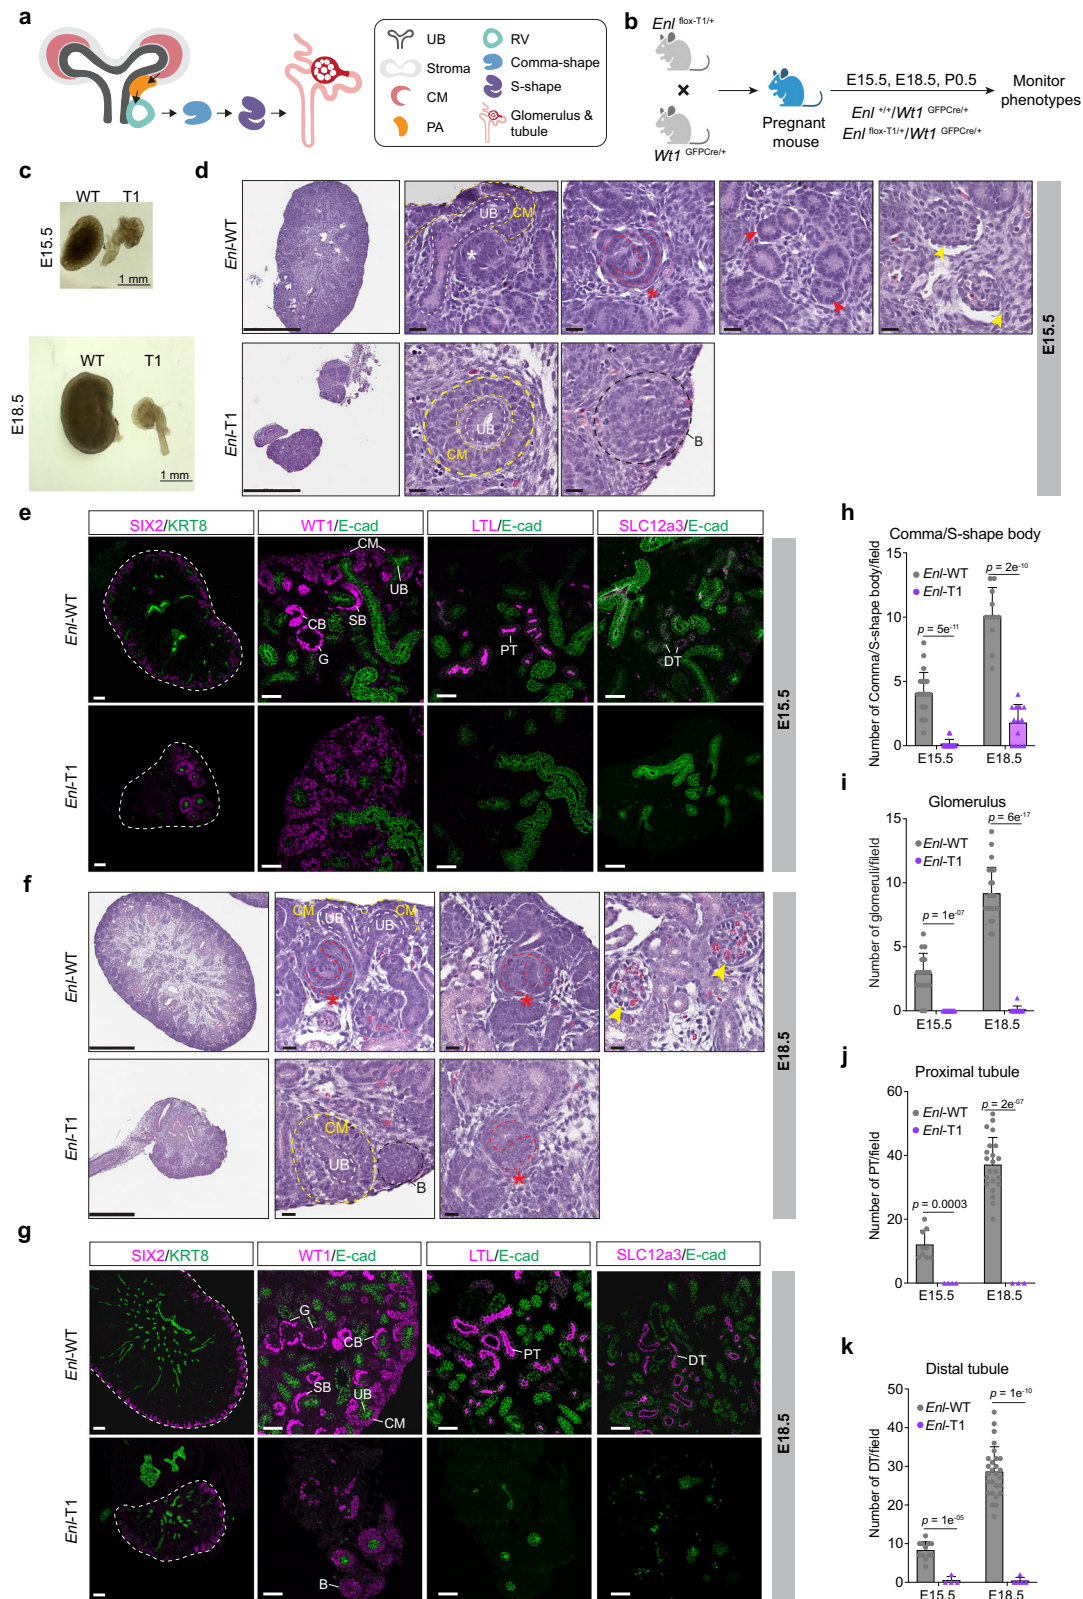 a
UB
Stroma
CM
PA
RV
Comma-shape
S-shape
Glomerulus &
tubule
b
Enl flox-T1/+
×
Wt1 GFPCre/+
Pregnant
mouse
E15.5, E18.5, P0.5
Enl +/+/Wt1 GFPCre/+
Enl flox-T1/+/Wt1 GFPCre/+
Monitor
phenotypes
c
WT T1
E15.5
1 mm
WT T1
E18.5
1 mm
d
Enl-WT
UB
CM
*
*
Enl-T1
UB
CM
B
E15.5
e
SIX2/KRT8
WT1/E-cad
LTL/E-cad
SLC12a3/E-cad
Enl-WT
CM
UB
CB
SB
G
PT
DT
Enl-T1
E15.5
f
Enl-WT
CM
UB
CM
UB
*
*
Enl-T1
CM
UB
B
*
E18.5
g
SIX2/KRT8
WT1/E-cad
LTL/E-cad
SLC12a3/E-cad
Enl-WT
G
CB
SB
UB
CM
PT
DT
Enl-T1
B
E18.5
h
Comma/S-shape body
Number of Comma/S-shape body/field
15
10
5
0
Enl-WT
Enl-T1
p = 5e-11
p = 2e-10
E15.5 E18.5
i
Glomerulus
Number of glomeruli/fileld
15
10
5
0
Enl-WT
Enl-T1
p = 1e-07
p = 6e-17
E15.5 E18.5
j
Proximal tubule
Number of PT/field
60
40
20
0
Enl-WT
Enl-T1
p = 0.0003
p = 2e-07
E15.5 E18.5
k
Distal tubule
Number of DT/field
50
40
30
20
10
0
Enl-WT
Enl-T1
p = 1e-05
p = 1e-10
E15.5 E18.5